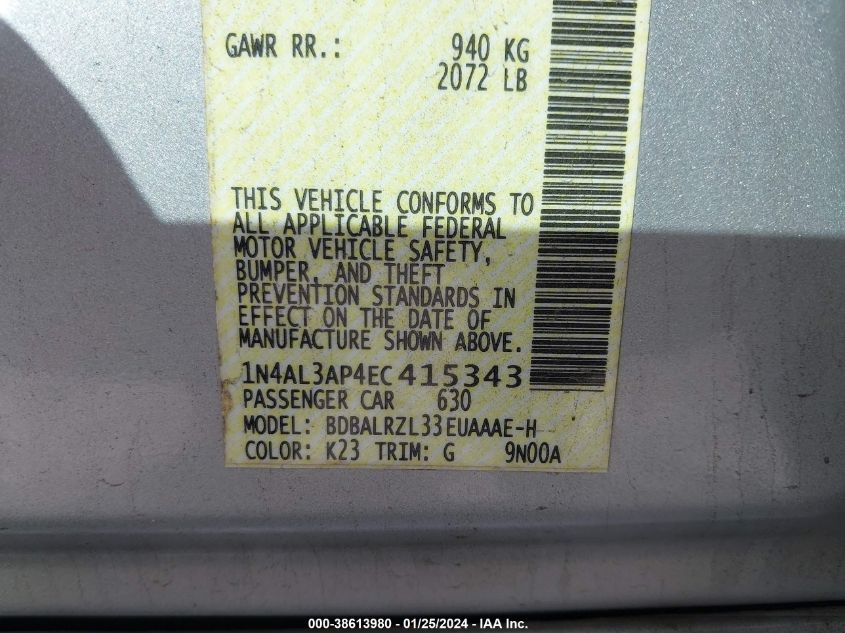 GAWR RR.: 940 KG
2072 LB
THIS VEHICLE CONFORMS TO
ALL APPLICABLE FEDERAL
MOTOR VEHICLE SAFETY,
BUMPER, AND THEFT
PREVENTION STANDARDS IN
EFFECT ON THE DATE OF
MANUFACTURE SHOWN ABOVE.
1N4AL3AP4EC415343
PASSENGER CAR 630
MODEL: BDBALRZL33EUAAAE-H
COLOR: K23 TRIM: G 9N00A
000-38613980 - 01/25/2024 - IAA Inc.